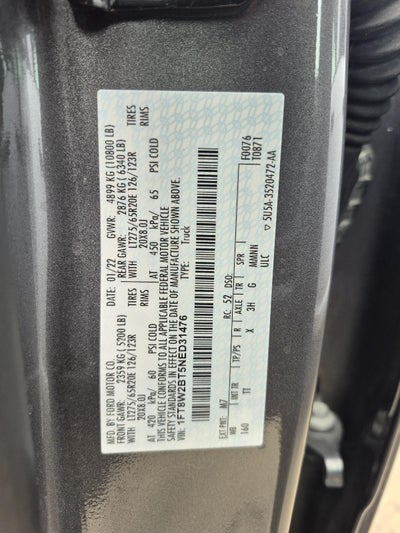 MFD. BY FORD MOTOR CO.
DATE: 01/22 GVWR: 4899 KG (10800 LB)
FRONT GAWR: 2359 KG (5200 LB) REAR GAWR: 2876 KG (6340 LB)
WITH LT275/65R20E 126/123R TIRES WITH LT275/65R20E 126/123R TIRES
20X8.0J RIMS 20X8.0J RIMS
AT 420 kPa/ 60 PSI COLD AT 450 kPa/ 65 PSI COLD
THIS VEHICLE CONFORMS TO ALL APPLICABLE FEDERAL MOTOR VEHICLE
SAFETY STANDARDS IN EFFECT ON THE DATE OF MANUFACTURE SHOWN ABOVE.
VIN: 1FT8W2BT5NED31476 Truck
F0076
T0871
EXT PNT: M7 RC: 52 DSO:
WB INT TR TP/PS R AXLE TR SPR
160 TT X 3H G MAMNN
ULC ▽ 5U5A-3520472-AA